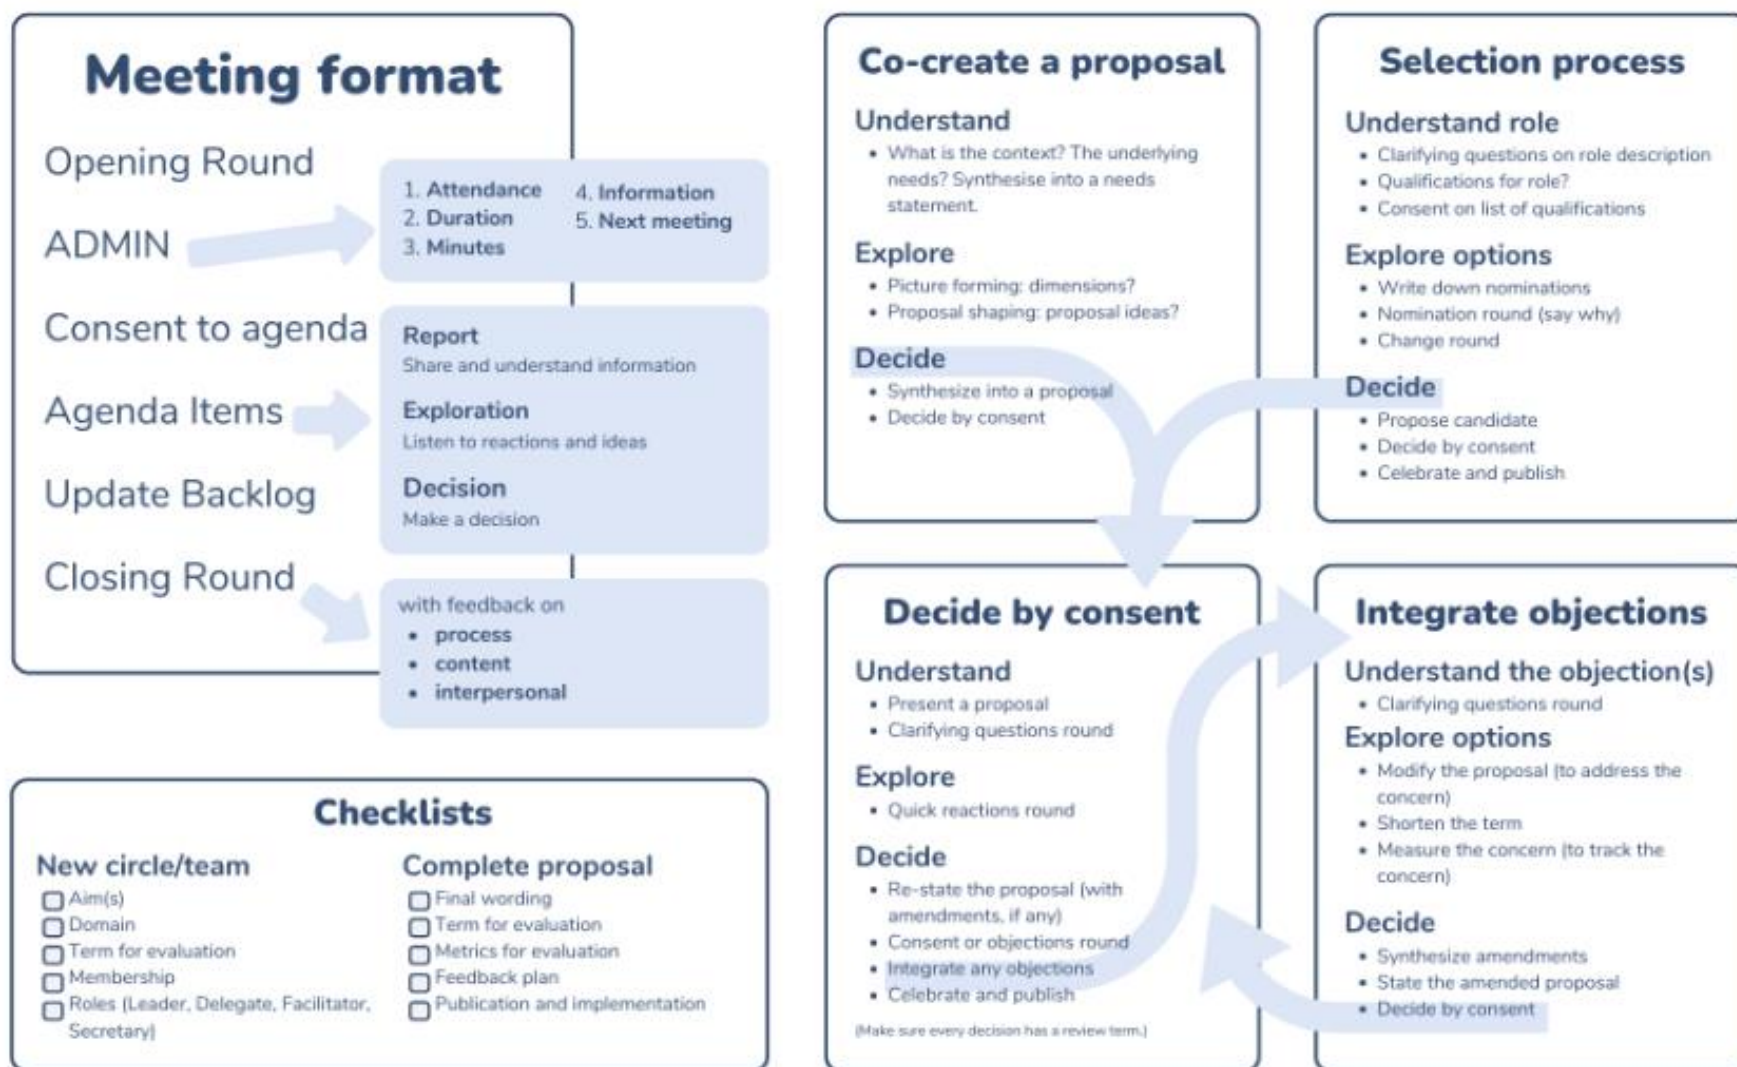 Meeting format
Opening Round
ADMIN
1. Attendance
2. Duration
3. Minutes
4. Information
5. Next meeting
Consent to agenda
Agenda Items
Report
Share and understand information
Exploration
Listen to reactions and ideas
Decision
Make a decision
Update Backlog
Closing Round
with feedback on
• process
• content
• interpersonal
Checklists
New circle/team
Aim(s)
Domain
Term for evaluation
Membership
Roles (Leader, Delegate, Facilitator,
Secretary)
Complete proposal
Final wording
Term for evaluation
Metrics for evaluation
Feedback plan
Publication and implementation
Co-create a proposal
Understand
• What is the context? The underlying
needs? Synthesise into a needs
statement.
Explore
• Picture forming: dimensions?
• Proposal shaping: proposal ideas?
Decide
• Synthesize into a proposal
• Decide by consent
Selection process
Understand role
• Clarifying questions on role description
• Qualifications for role?
• Consent on list of qualifications
Explore options
• Write down nominations
• Nomination round (say why)
• Change round
Decide
• Propose candidate
• Decide by consent
• Celebrate and publish
Decide by consent
Understand
• Present a proposal
• Clarifying questions round
Explore
• Quick reactions round
Decide
• Re-state the proposal (with
amendments, if any)
• Consent or objections round
• Integrate any objections
• Celebrate and publish
(Make sure every decision has a review term.)
Integrate objections
Understand the objection(s)
• Clarifying questions round
Explore options
• Modify the proposal (to address the
concern)
• Shorten the term
• Measure the concern (to track the
concern)
Decide
• Synthesize amendments
• State the amended proposal
• Decide by consent